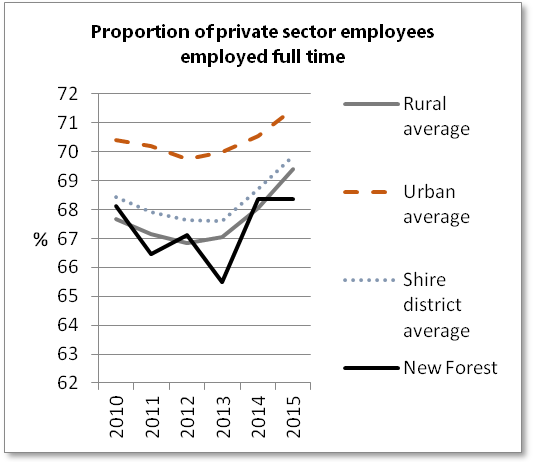 Proportion of private sector employees
employed full time
72
71
70
69
68
67
66
65
64
63
62
%
2010
2011
2012
2013
2014
2015
Rural
average
Urban
average
Shire
district
average
New Forest